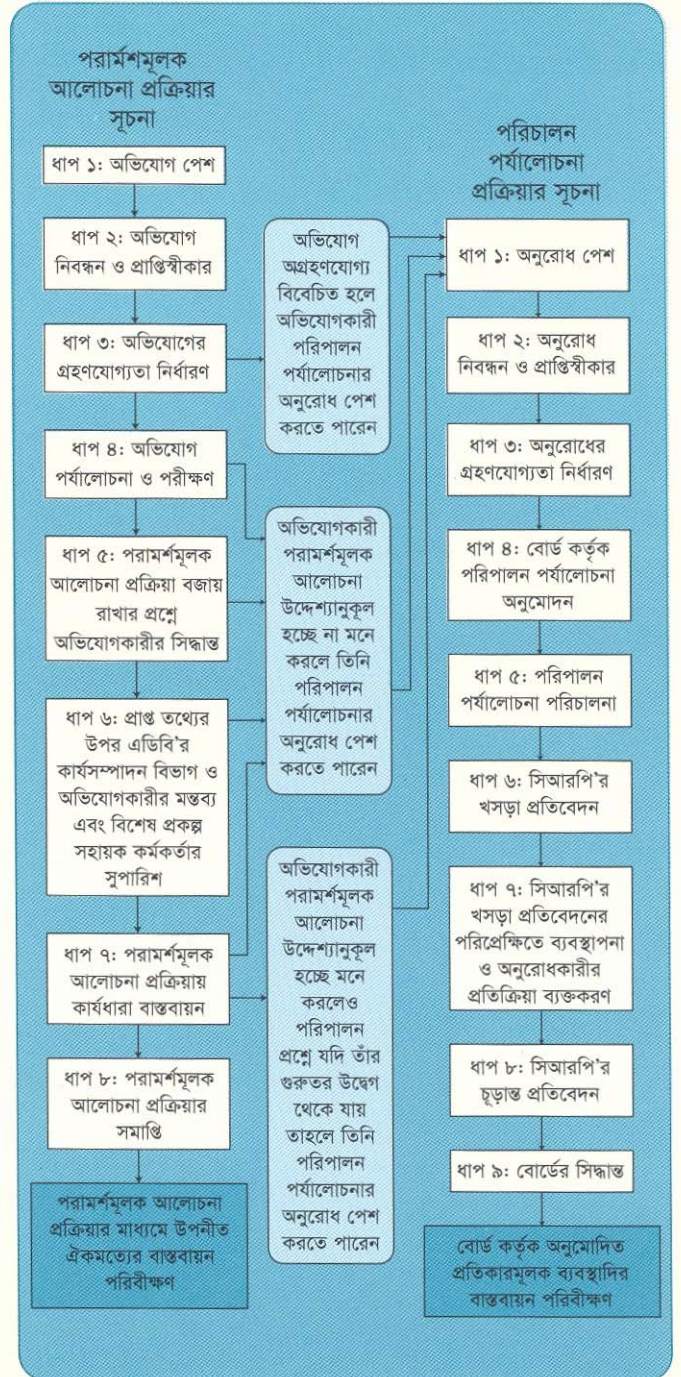 পরার্মশমূলক
আলোচনা প্রক্রিয়ার
সূচনা
ধাপ ১: অভিযোগ পেশ
ধাপ ২: অভিযোগ
নিবন্ধন ও প্রাপ্তিস্বীকার
ধাপ ৩: অভিযোগের
গ্রহণযোগ্যতা নির্ধারণ
ধাপ ৪: অভিযোগ
পর্যালোচনা ও পরীক্ষণ
ধাপ ৫: পরামর্শমূলক
আলোচনা প্রক্রিয়া বজায়
রাখার প্রশ্নে
অভিযোগকারীর সিদ্ধান্ত
ধাপ ৬: প্রাপ্ত তথ্যের
উপর এডিবি'র
কার্যসম্পাদন বিভাগ ও
অভিযোগকারীর মন্তব্য
এবং বিশেষ প্রকল্প
সহায়ক কর্মকর্তার
সুপারিশ
ধাপ ৭: পরামর্শমূলক
আলোচনা প্রক্রিয়ায়
কার্যধারা বাস্তবায়ন
ধাপ ৮: পরামর্শমূলক
আলোচনা প্রক্রিয়ার
সমাপ্তি
পরামর্শমূলক আলোচনা
প্রক্রিয়ার মাধ্যমে উপনীত
ঐকমত্যের বাস্তবায়ন
পরিবীক্ষণ
অভিযোগ
অগ্রহণযোগ্য
বিবেচিত হলে
অভিযোগকারী
পরিপালন
পর্যালোচনার
অনুরোধ পেশ
করতে পারেন
অভিযোগকারী
পরামর্শমূলক
আলোচনা
উদ্দেশ্যানুকূল
হচ্ছে না মনে
করলে তিনি
পরিপালন
পর্যালোচনার
অনুরোধ পেশ
করতে পারেন
অভিযোগকারী
পরামর্শমূলক
আলোচনা
উদ্দেশ্যানুকূল
হচ্ছে মনে
করলেও
পরিপালন
প্রশ্নে যদি তাঁর
গুরুতর উদ্বেগ
থেকে যায়
তাহলে তিনি
পরিপালন
পর্যালোচনার
অনুরোধ পেশ
করতে পারেন
পরিচালন
পর্যালোচনা
প্রক্রিয়ার সূচনা
ধাপ ১: অনুরোধ পেশ
ধাপ ২: অনুরোধ
নিবন্ধন ও প্রাপ্তিস্বীকার
ধাপ ৩: অনুরোধের
গ্রহণযোগ্যতা নির্ধারণ
ধাপ ৪: বোর্ড কর্তৃক
পরিপালন পর্যালোচনা
অনুমোদন
ধাপ ৫: পরিপালন
পর্যালোচনা পরিচালনা
ধাপ ৬: সিআরপি'র
খসড়া প্রতিবেদন
ধাপ ৭: সিআরপি'র
খসড়া প্রতিবেদনের
পরিপ্রেক্ষিতে ব্যবস্থাপনা
ও অনুরোধকারীর
প্রতিক্রিয়া ব্যক্তকরণ
ধাপ ৮: সিআরপি'র
চূড়ান্ত প্রতিবেদন
ধাপ ৯: বোর্ডের সিদ্ধান্ত
বোর্ড কর্তৃক অনুমোদিত
প্রতিকারমূলক ব্যবস্থাদির
বাস্তবায়ন পরিবীক্ষণ